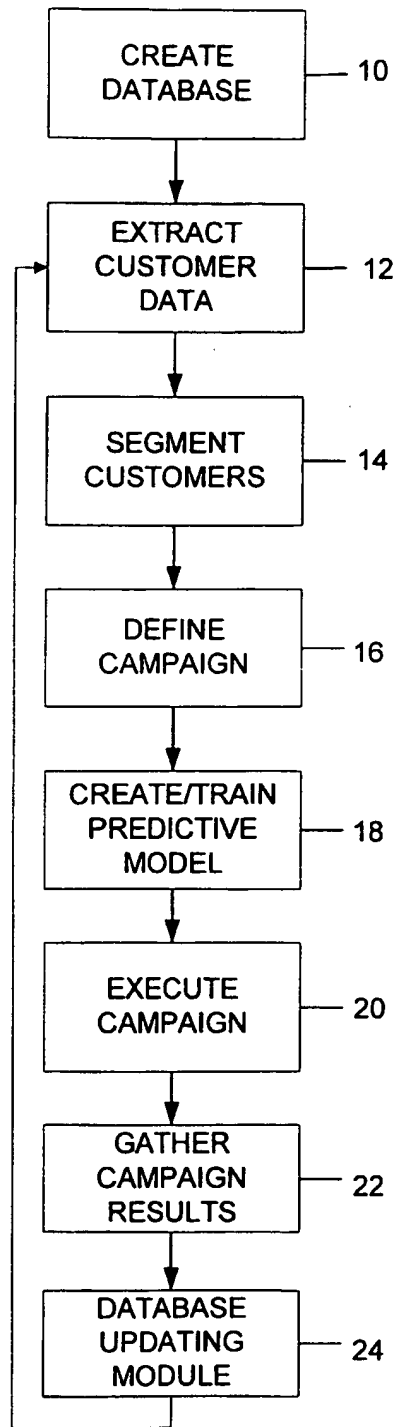 CREATE
DATABASE
10
EXTRACT
CUSTOMER
DATA
12
SEGMENT
CUSTOMERS
14
DEFINE
CAMPAIGN
16
CREATE/TRAIN
PREDICTIVE
MODEL
18
EXECUTE
CAMPAIGN
20
GATHER
CAMPAIGN
RESULTS
22
DATABASE
UPDATING
MODULE
24